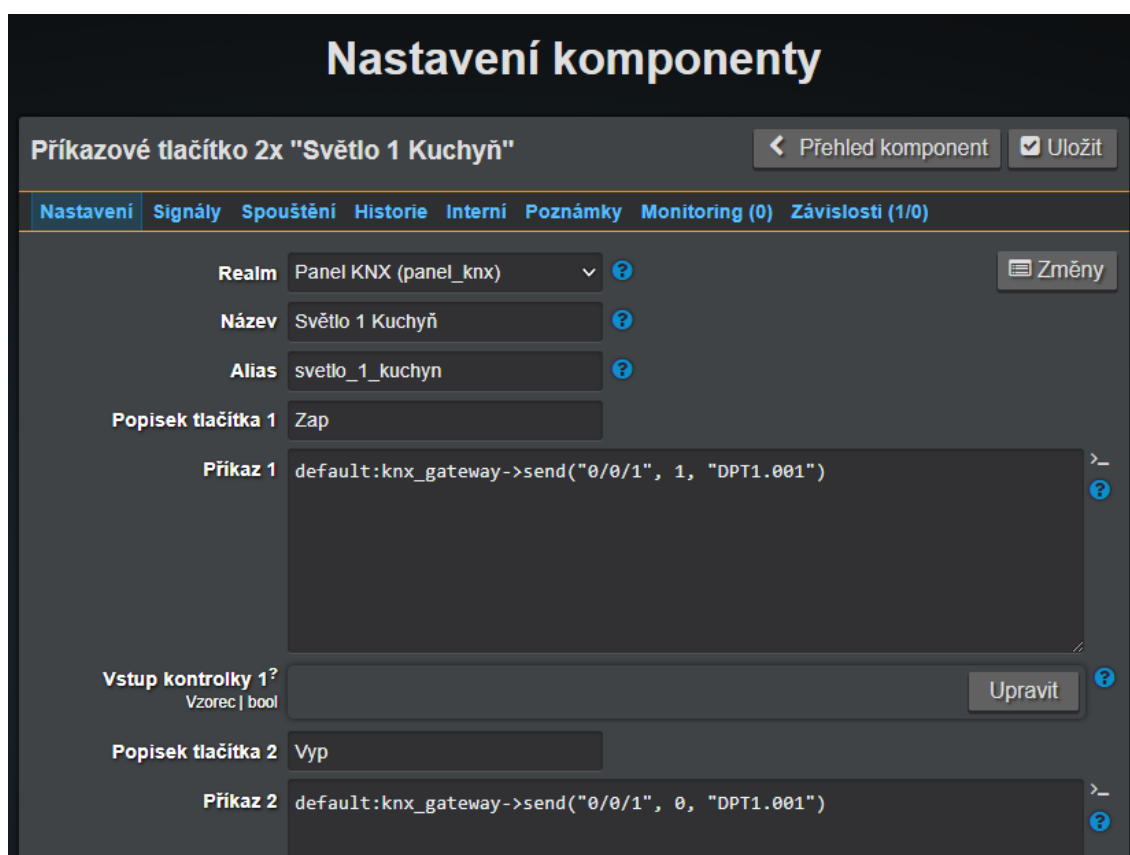 Nastavení komponenty
Příkazové tlačítko 2x "Světlo 1 Kuchyň"
Přehled komponent
Uložit
Nastavení Signály Spouštění Historie Interní Poznámky Monitoring (0) Závislosti (1/0)
Realm Panel KNX (panel_knx)
Změny
Název Světlo 1 Kuchyň
Alias svetlo_1_kuchyn
Popisek tlačítka 1 Zap
Příkaz 1 default:knx_gateway->send("0/0/1", 1, "DPT1.001")
Vstup kontrolky 1?
Vzorec | bool
Upravit
Popisek tlačítka 2 Vyp
Příkaz 2 default:knx_gateway->send("0/0/1", 0, "DPT1.001")